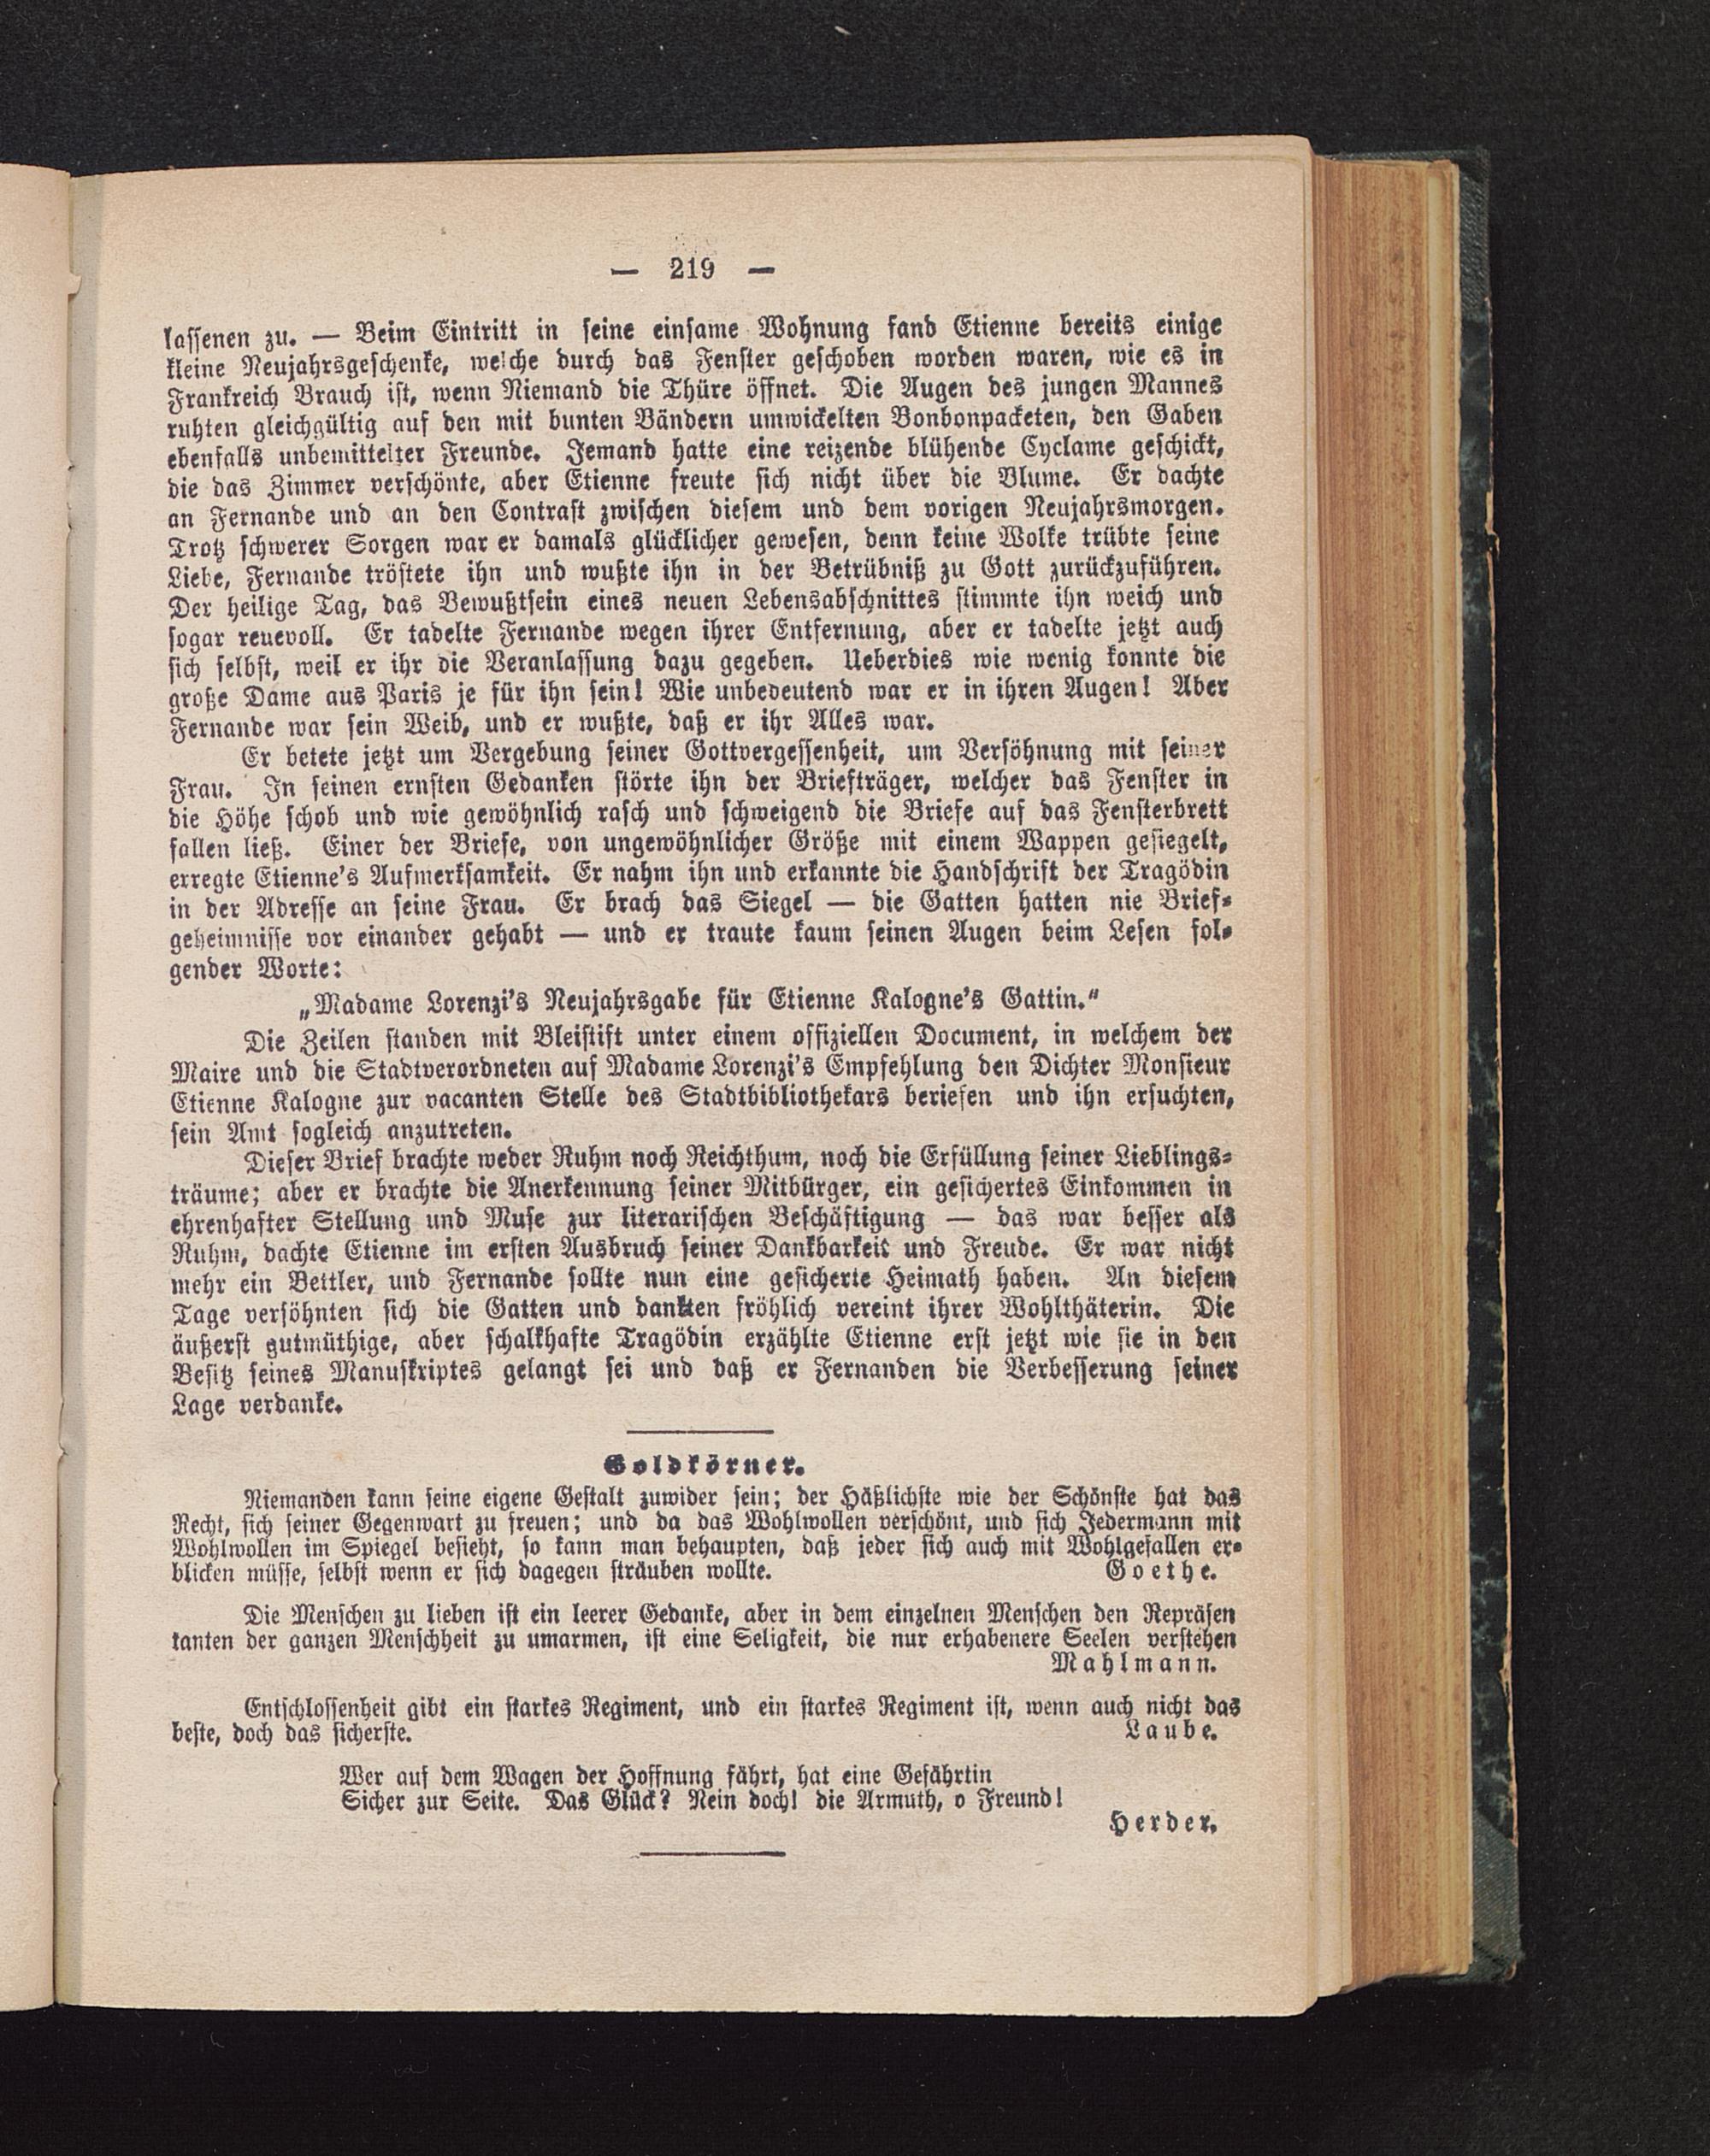 — 219 —
lassenen zu. — Beim Eintritt in seine einsame Wohnung fand Etienne bereits einige
kleine Neujahrsgeschenke, welche durch das Fenster geschoben worden waren, wie es in
Frankreich Brauch ist, wenn Niemand die Thüre öffnet. Die Augen des jungen Mannes
ruhten gleichgültig auf den mit bunten Bändern umwickelten Bonbonpacketen, den Gaben
ebenfalls unbemittelter Freunde. Jemand hatte eine reizende blühende Cyclame geschickt,
die das Zimmer verschönte, aber Etienne freute sich nicht über die Blume. Er dachte
an Fernande und an den Contrast zwischen diesem und dem vorigen Neujahrsmorgen.
Trotz schwerer Sorgen war er damals glücklicher gewesen, denn keine Wolke trübte seine
Liebe, Fernande tröstete ihn und wußte ihn in der Betrübniß zu Gott zurückzuführen.
Der heilige Tag, das Bewußtsein eines neuen Lebensabschnittes stimmte ihn weich und
sogar reuevoll. Er tadelte Fernande wegen ihrer Entfernung, aber er tadelte jetzt auch
sich selbst, weil er ihr die Veranlassung dazu gegeben. Ueberdies wie wenig konnte die
große Dame aus Paris je für ihn sein! Wie unbedeutend war er in ihren Augen! Aber
Fernande war sein Weib, und er wußte, daß er ihr Alles war.
Er betete jetzt um Vergebung seiner Gottvergessenheit, um Versöhnung mit seiner
Frau. In seinen ernsten Gedanken störte ihn der Briefträger, welcher das Fenster in
die Höhe schob und wie gewöhnlich rasch und schweigend die Briefe auf das Fensterbrett
fallen ließ. Einer der Briefe, von ungewöhnlicher Größe mit einem Wappen gesiegelt,
erregte Etienne's Aufmerksamkeit. Er nahm ihn und erkannte die Handschrift der Tragödin
in der Adresse an seine Frau. Er brach das Siegel — die Gatten hatten nie Brief-
geheimnisse vor einander gehabt — und er traute kaum seinen Augen beim Lesen fol-
gender Worte:
„Madame Lorenzi's Neujahrsgabe für Etienne Kalogne's Gattin."
Die Zeilen standen mit Bleistift unter einem offiziellen Document, in welchem der
Maire und die Stadtverordneten auf Madame Lorenzi's Empfehlung den Dichter Monsieur
Etienne Kalogne zur vacanten Stelle des Stadtbibliothekars beriefen und ihn ersuchten,
sein Amt sogleich anzutreten.
Dieser Brief brachte weder Ruhm noch Reichthum, noch die Erfüllung seiner Lieblings-
träume; aber er brachte die Anerkennung seiner Mitbürger, ein gesichertes Einkommen in
ehrenhafter Stellung und Muse zur literarischen Beschäftigung — das war besser als
Ruhm, dachte Etienne im ersten Ausbruch seiner Dankbarkeit und Freude. Er war nicht
mehr ein Bettler, und Fernande sollte nun eine gesicherte Heimath haben. An diesem
Tage versöhnten sich die Gatten und dankten fröhlich vereint ihrer Wohlthäterin. Die
äußerst gutmüthige, aber schalkhafte Tragödin erzählte Etienne erst jetzt wie sie in den
Besitz seines Manuskriptes gelangt sei und daß er Fernanden die Verbesserung seiner
Lage verdanke.
Goldkörner.
Niemanden kann seine eigene Gestalt zuwider sein; der Häßlichste wie der Schönste hat das
Recht, sich seiner Gegenwart zu freuen; und da das Wohlwollen verschönt, und sich Jedermann mit
Wohlwollen im Spiegel besieht, so kann man behaupten, daß jeder sich auch mit Wohlgefallen er-
blicken müsse, selbst wenn er sich dagegen sträuben wollte. Goethe.
Die Menschen zu lieben ist ein leerer Gedanke, aber in dem einzelnen Menschen den Repräsen
tanten der ganzen Menschheit zu umarmen, ist eine Seligkeit, die nur erhabenere Seelen verstehen
Mahlmann.
Entschlossenheit gibt ein starkes Regiment, und ein starkes Regiment ist, wenn auch nicht das
beste, doch das sicherste. Laube.
Wer auf dem Wagen der Hoffnung fährt, hat eine Gefährtin
Sicher zur Seite. Das Glück? Nein doch! die Armuth, o Freund!
Herder.